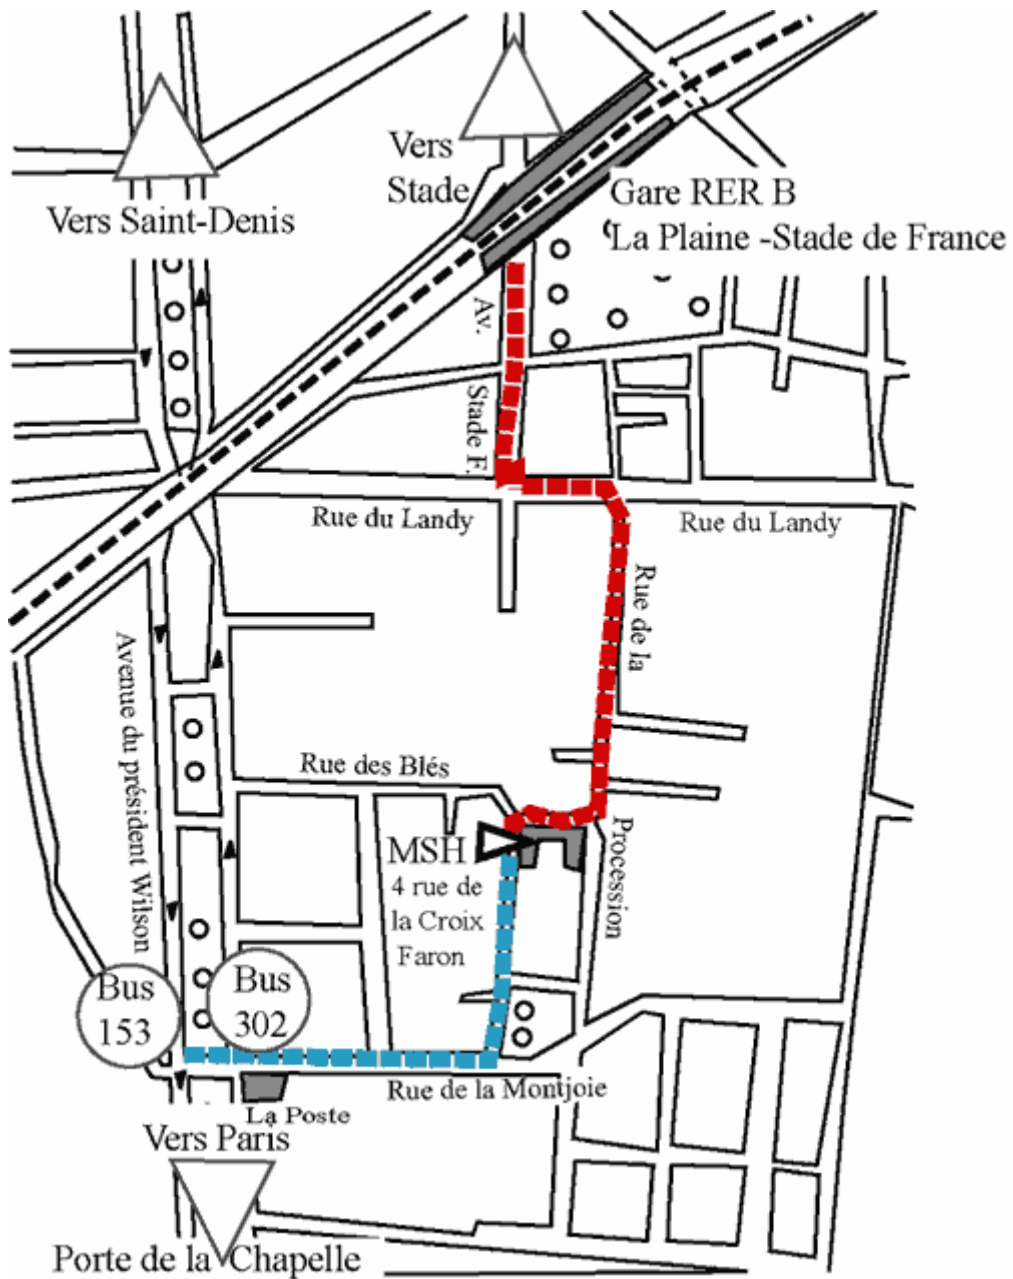 Vers
Stade
Gare RER B
La Plaine -Stade de France
Vers Saint-Denis
Av.
Stade F.
Rue du Landy
Rue du Landy
Rue de la
Procession
Avenue du président Wilson
Rue des Blés
MSH
4 rue de
la Croix
Faron
Bus
153
Bus
302
Rue de la Montjoie
La Poste
Vers Paris
Porte de la Chapelle